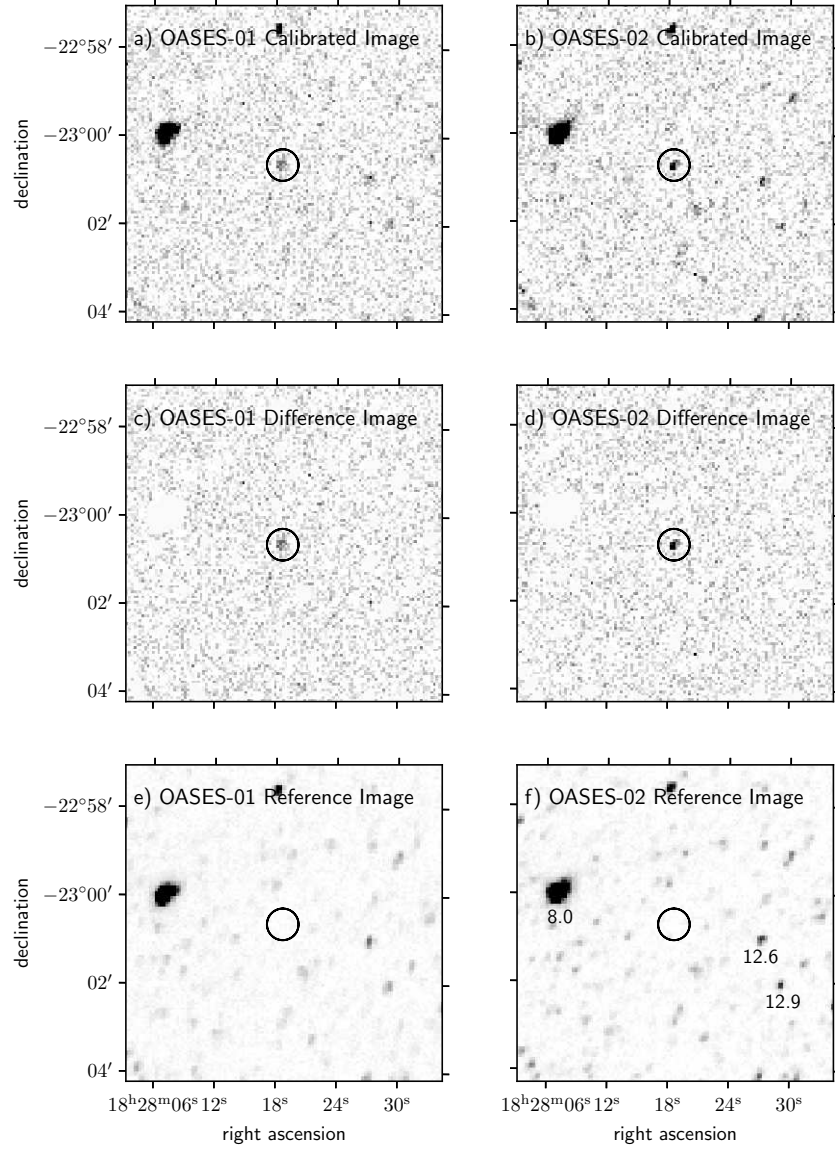 a) OASES-01 Calibrated Image
b) OASES-02 Calibrated Image
−22°58′
−23°00′
02′
04′
declination
c) OASES-01 Difference Image
d) OASES-02 Difference Image
−22°58′
−23°00′
02′
04′
declination
e) OASES-01 Reference Image
f) OASES-02 Reference Image
−22°58′
−23°00′
02′
04′
declination
8.0
12.6
12.9
18ʰ28ᵐ06ˢ 12ˢ 18ˢ 24ˢ 30ˢ
18ʰ28ᵐ06ˢ 12ˢ 18ˢ 24ˢ 30ˢ
right ascension
right ascension